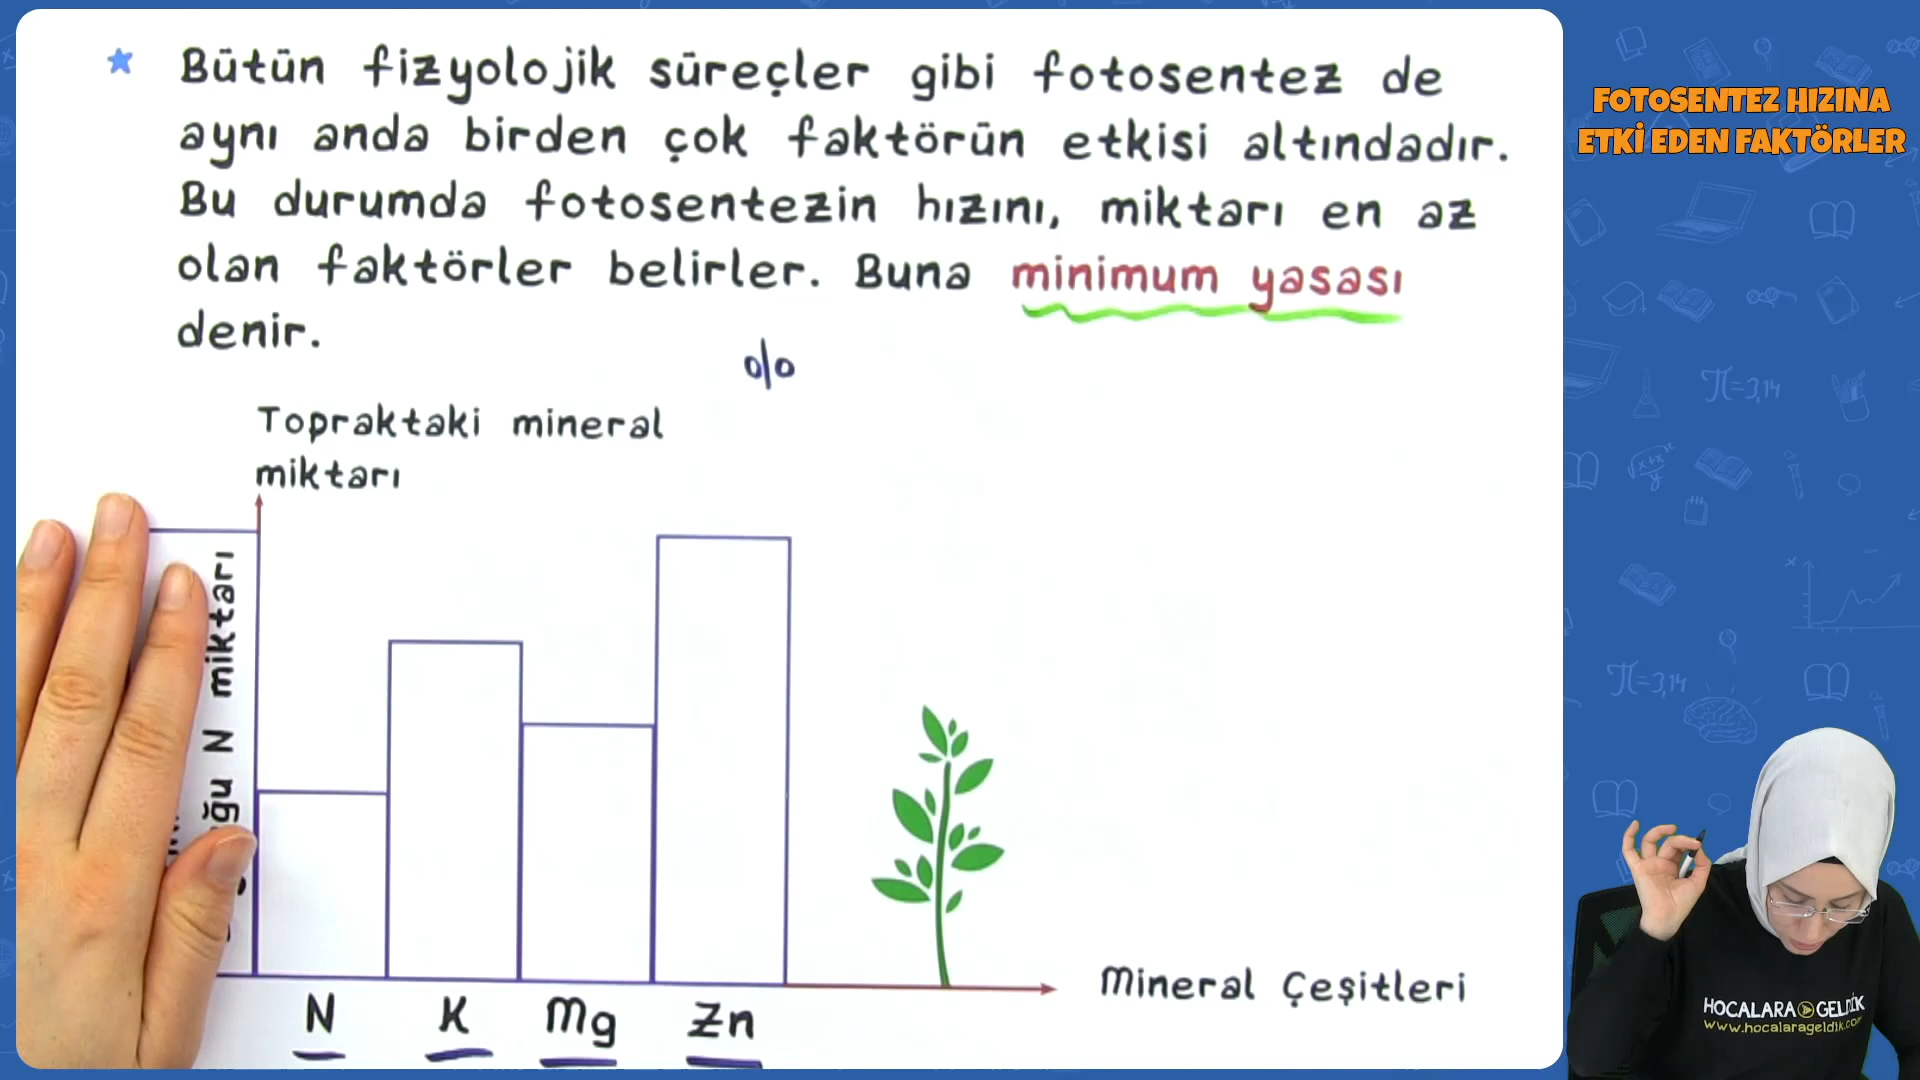 Bütün fizyolojik süreçler gibi fotosentez de
aynı anda birden çok faktörün etkisi altındadır.
Bu durumda fotosentezin hızını, miktarı en az
olan faktörler belirler. Buna minimum yasası
denir.
%
Topraktaki mineral
miktarı
N miktarı
N K Mg Zn
Mineral Çeşitleri
FOTOSENTEZ HIZINA
ETKİ EDEN FAKTÖRLER
π=3,14
π=3,14
HOCALARA GELDİK
www.hocalarageldik.com